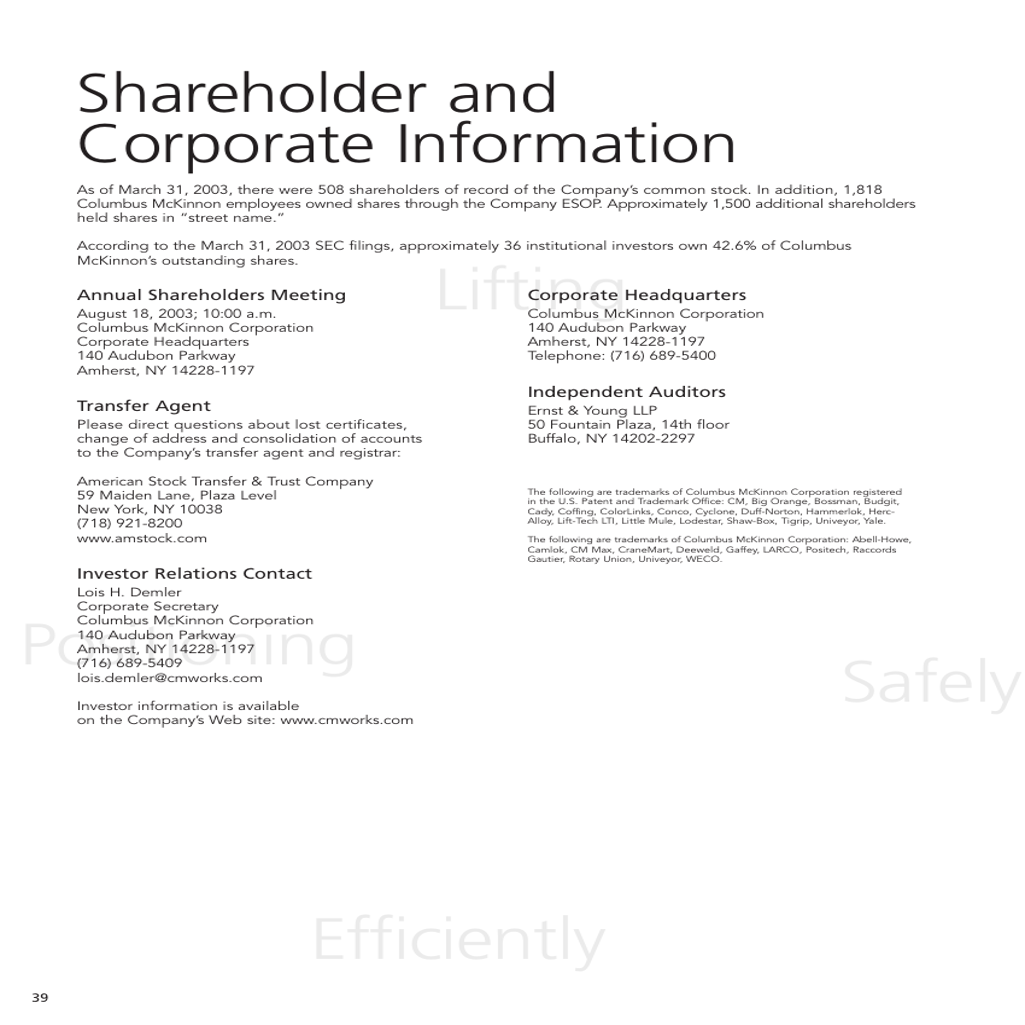 Shareholder and
Corporate Information
As of March 31, 2003, there were 508 shareholders of record of the Company’s common stock. In addition, 1,818
Columbus McKinnon employees owned shares through the Company ESOP. Approximately 1,500 additional shareholders
held shares in “street name.”
According to the March 31, 2003 SEC filings, approximately 36 institutional investors own 42.6% of Columbus
McKinnon’s outstanding shares.
Lifting
Annual Shareholders Meeting
August 18, 2003; 10:00 a.m.
Columbus McKinnon Corporation
Corporate Headquarters
140 Audubon Parkway
Amherst, NY 14228-1197
Transfer Agent
Please direct questions about lost certificates,
change of address and consolidation of accounts
to the Company’s transfer agent and registrar:
American Stock Transfer & Trust Company
59 Maiden Lane, Plaza Level
New York, NY 10038
(718) 921-8200
www.amstock.com
Investor Relations Contact
Lois H. Demler
Corporate Secretary
Columbus McKinnon Corporation
140 Audubon Parkway
Amherst, NY 14228-1197
(716) 689-5409
lois.demler@cmworks.com
Investor information is available
on the Company’s Web site: www.cmworks.com
Corporate Headquarters
Columbus McKinnon Corporation
140 Audubon Parkway
Amherst, NY 14228-1197
Telephone: (716) 689-5400
Independent Auditors
Ernst & Young LLP
50 Fountain Plaza, 14th floor
Buffalo, NY 14202-2297
The following are trademarks of Columbus McKinnon Corporation registered
in the U.S. Patent and Trademark Office: CM, Big Orange, Bossman, Budgit,
Cady, Coffing, ColorLinks, Conco, Cyclone, Duff-Norton, Hammerlok, Herc-
Alloy, Lift-Tech LTI, Little Mule, Lodestar, Shaw-Box, Tigrip, Univeyor, Yale.
The following are trademarks of Columbus McKinnon Corporation: Abell-Howe,
Camlok, CM Max, CraneMart, Deeweld, Gaffey, LARCO, Positech, Raccords
Gautier, Rotary Union, Univeyor, WECO.
Positioning
Safely
Efficiently
39